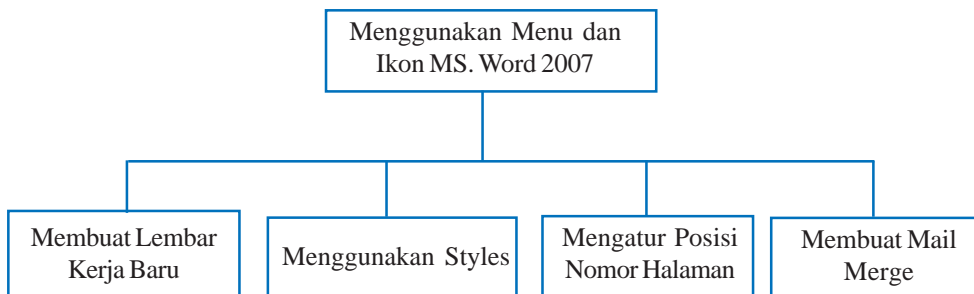 Menggunakan Menu dan
Ikon MS. Word 2007
Membuat Lembar
Kerja Baru
Menggunakan Styles
Mengatur Posisi
Nomor Halaman
Membuat Mail
Merge